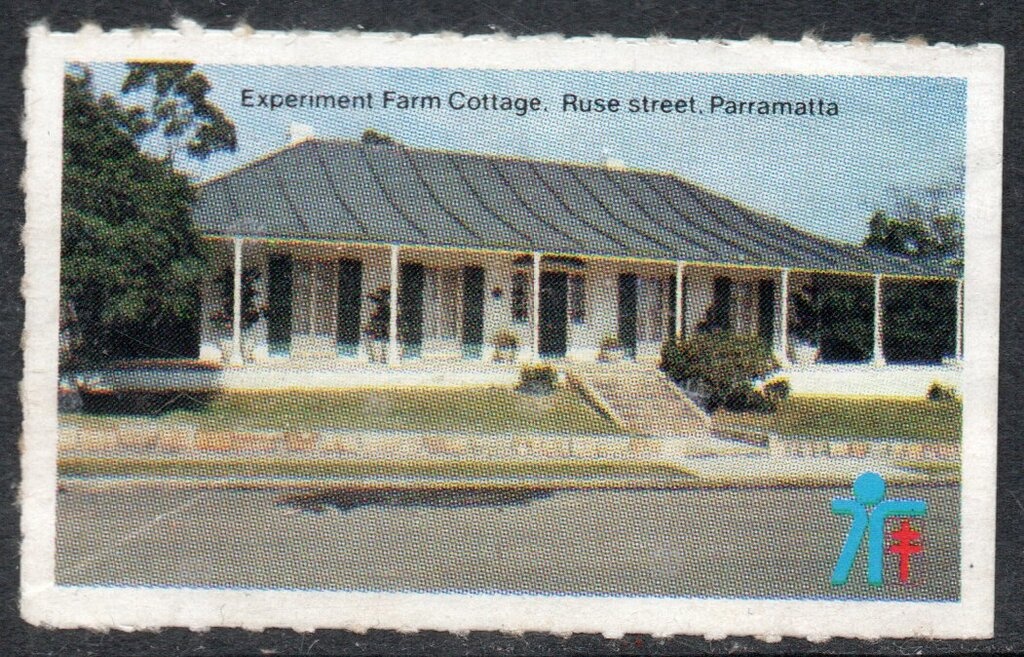 Experiment Farm Cottage. Ruse street. Parramatta